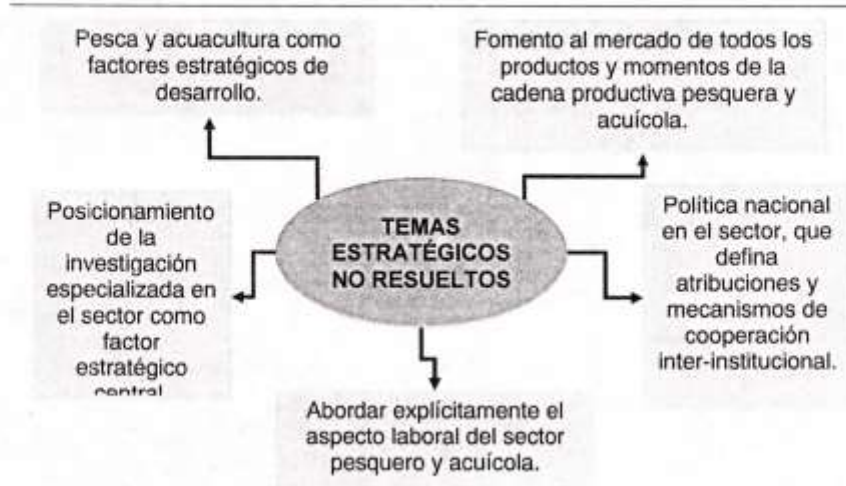 Pesca y acuacultura como
factores estratégicos de
desarrollo.
Fomento al mercado de todos los
productos y momentos de la
cadena productiva pesquera y
acuícola.
TEMAS
ESTRATÉGICOS
NO RESUELTOS
Posicionamiento
de la
investigación
especializada en
el sector como
factor
estratégico
central
Política nacional
en el sector, que
defina
atribuciones y
mecanismos de
cooperación
inter-institucional.
Abordar explícitamente el
aspecto laboral del sector
pesquero y acuícola.